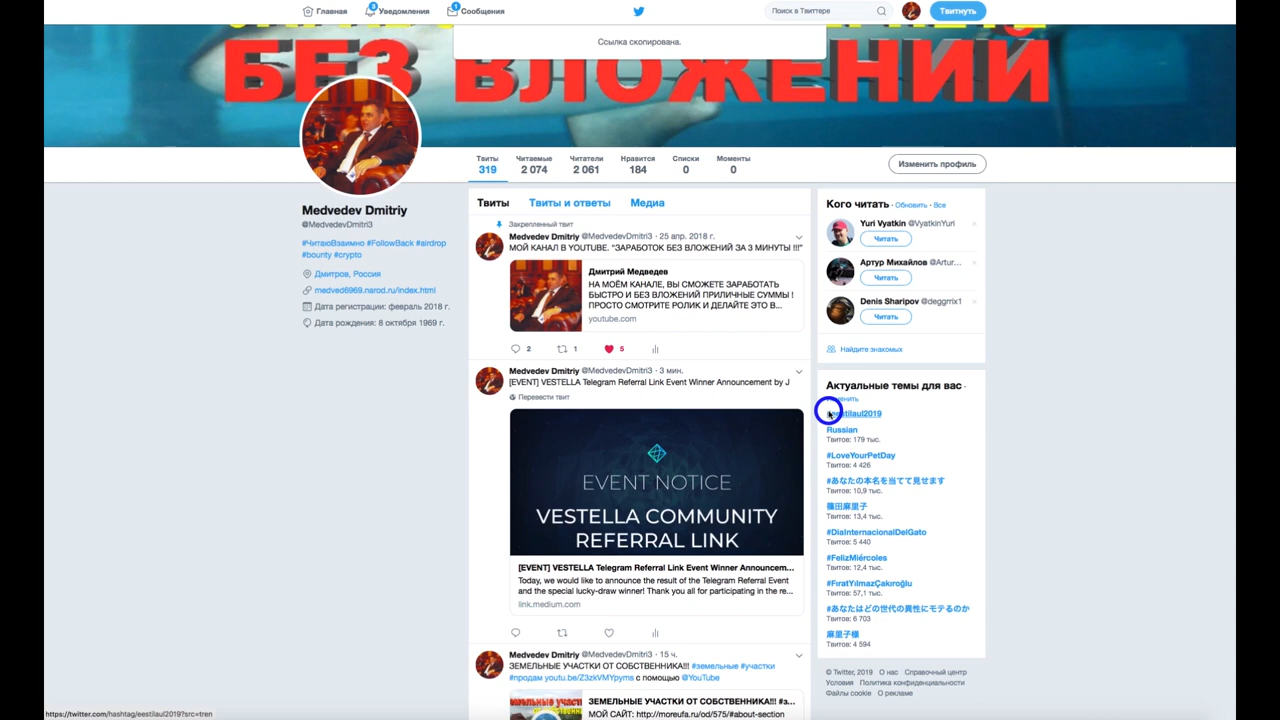 Главная
3
Уведомления
1
Сообщения
Поиск в Твиттере
Твитнуть
Ссылка скопирована.
БЕЗ ВЛОЖЕНИЙ
Твиты
319
Читаемые
2 074
Читатели
2 061
Нравится
184
Списки
0
Моменты
0
Изменить профиль
Medvedev Dmitriy
@MedvedevDmitri3
#ЧитаюВзаимно #FollowBack #airdrop
#bounty #crypto
Дмитров, Россия
medved6969.narod.ru/index.html
Дата регистрации: февраль 2018 г.
Дата рождения: 8 октября 1969 г.
Твиты
Твиты и ответы
Медиа
Закреплённый твит
Medvedev Dmitriy @MedvedevDmitri3 · 25 апр. 2018 г.
МОЙ КАНАЛ В YOUTUBE. "ЗАРАБОТОК БЕЗ ВЛОЖЕНИЙ ЗА 3 МИНУТЫ !!!"
Дмитрий Медведев
НА МОЁМ КАНАЛЕ, ВЫ СМОЖЕТЕ ЗАРАБОТАТЬ
БЫСТРО И БЕЗ ВЛОЖЕНИЙ ПРИЛИЧНЫЕ СУММЫ !
ПРОСТО СМОТРИТЕ РОЛИК И ДЕЛАЙТЕ ЭТО В...
youtube.com
2
1
5
Medvedev Dmitriy @MedvedevDmitri3 · 3 мин.
[EVENT] VESTELLA Telegram Referral Link Event Winner Announcement by J
Перевести твит
EVENT NOTICE
VESTELLA COMMUNITY
REFERRAL LINK
[EVENT] VESTELLA Telegram Referral Link Event Winner Announcem...
Today, we would like to announce the result of the Telegram Referral Event
and the special lucky-draw winner! Thank you all for participating in the re...
link.medium.com
Medvedev Dmitriy @MedvedevDmitri3 · 15 ч.
ЗЕМЕЛЬНЫЕ УЧАСТКИ ОТ СОБСТВЕННИКА!!! #земельные #участки
#продам youtu.be/Z3zkVMYpyms с помощью @YouTube
ЗЕМЕЛЬНЫЕ УЧАСТКИ ОТ СОБСТВЕННИКА!!! #з...
МОЙ САЙТ: http://moreufa.ru/od/575/#about-section
Кого читать · Обновить · Все
Yuri Vyatkin @VyatkinYuri
Читать
Артур Михайлов @Artur...
Читать
Denis Sharipov @deggrrix1
Читать
Найдите знакомых
Актуальные темы для вас ·
#eestilaul2019
Russian
Твитов: 179 тыс.
#LoveYourPetDay
Твитов: 4 426
#あなたの本名を当てて見せます
Твитов: 10,9 тыс.
篠田麻里子
Твитов: 13,4 тыс.
#DiaInternacionalDelGato
Твитов: 5 440
#FelizMiércoles
Твитов: 12,4 тыс.
#FıratYılmazÇakıroğlu
Твитов: 57,1 тыс.
#あなたはどの世代の異性にモテるのか
Твитов: 6 703
麻里子様
Твитов: 4 594
© Twitter, 2019 О нас Справочный центр
Условия Политика конфиденциальности
Файлы cookie О рекламе
https://twitter.com/hashtag/eestilaul2019?src=tren